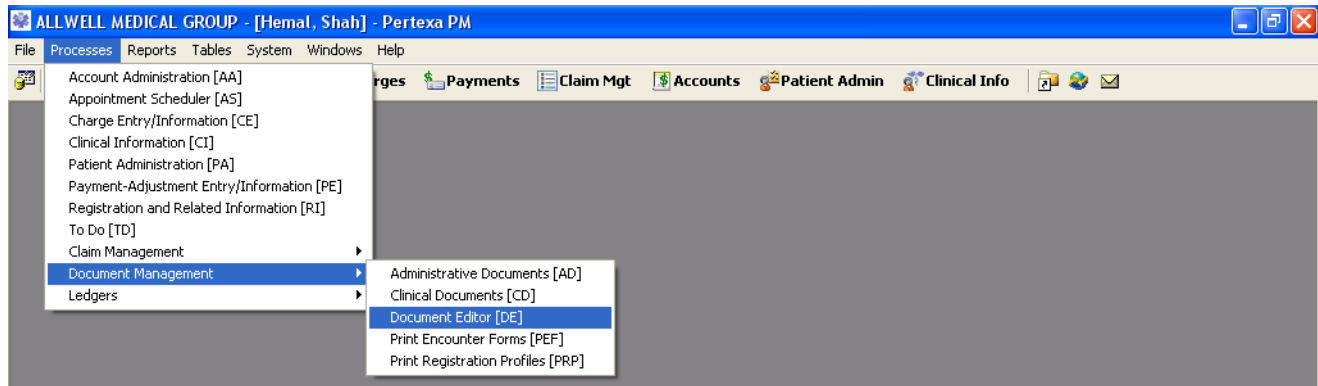 ALLWELL MEDICAL GROUP - [Hemal, Shah] - Pertexa PM
File Processes Reports Tables System Windows Help
rges Payments Claim Mgt Accounts Patient Admin Clinical Info
Account Administration [AA]
Appointment Scheduler [AS]
Charge Entry/Information [CE]
Clinical Information [CI]
Patient Administration [PA]
Payment-Adjustment Entry/Information [PE]
Registration and Related Information [RI]
To Do [TD]
Claim Management
Document Management
Ledgers
Administrative Documents [AD]
Clinical Documents [CD]
Document Editor [DE]
Print Encounter Forms [PEF]
Print Registration Profiles [PRP]